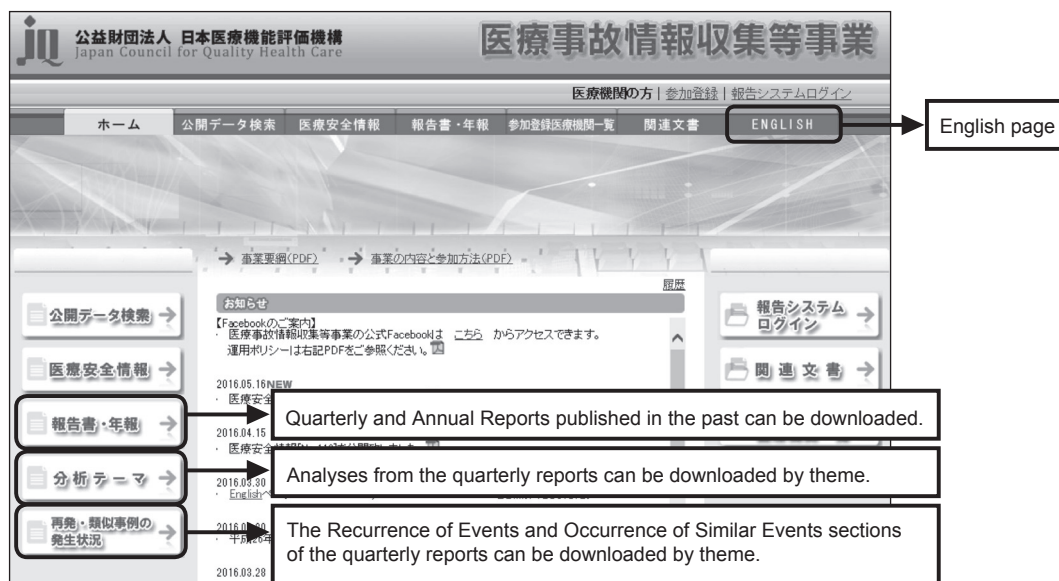 公益財団法人 日本医療機能評価機構
Japan Council for Quality Health Care
医療事故情報収集等事業
医療機関の方 | 参加登録 | 報告システムログイン
ホーム 公開データ検索 医療安全情報 報告書・年報 参加登録医療機関一覧 関連文書 ENGLISH
English page
事業要綱(PDF) 事業の内容と参加方法(PDF)
履歴
お知らせ
公開データ検索
医療安全情報
報告書・年報
分析テーマ
再発・類似事例の
発生状況
【Facebookのご案内】
・ 医療事故情報収集等事業の公式Facebookは こちら からアクセスできます。
運用ポリシーは右記PDFをご参照ください。
2016.05.16NEW
・ 医療安全
2016.04.15
・ 医療安全
2016.03.30
・ English
・ 平成26年
2016.03.28
報告システム
ログイン
関連文書
Quarterly and Annual Reports published in the past can be downloaded.
Analyses from the quarterly reports can be downloaded by theme.
The Recurrence of Events and Occurrence of Similar Events sections
of the quarterly reports can be downloaded by theme.